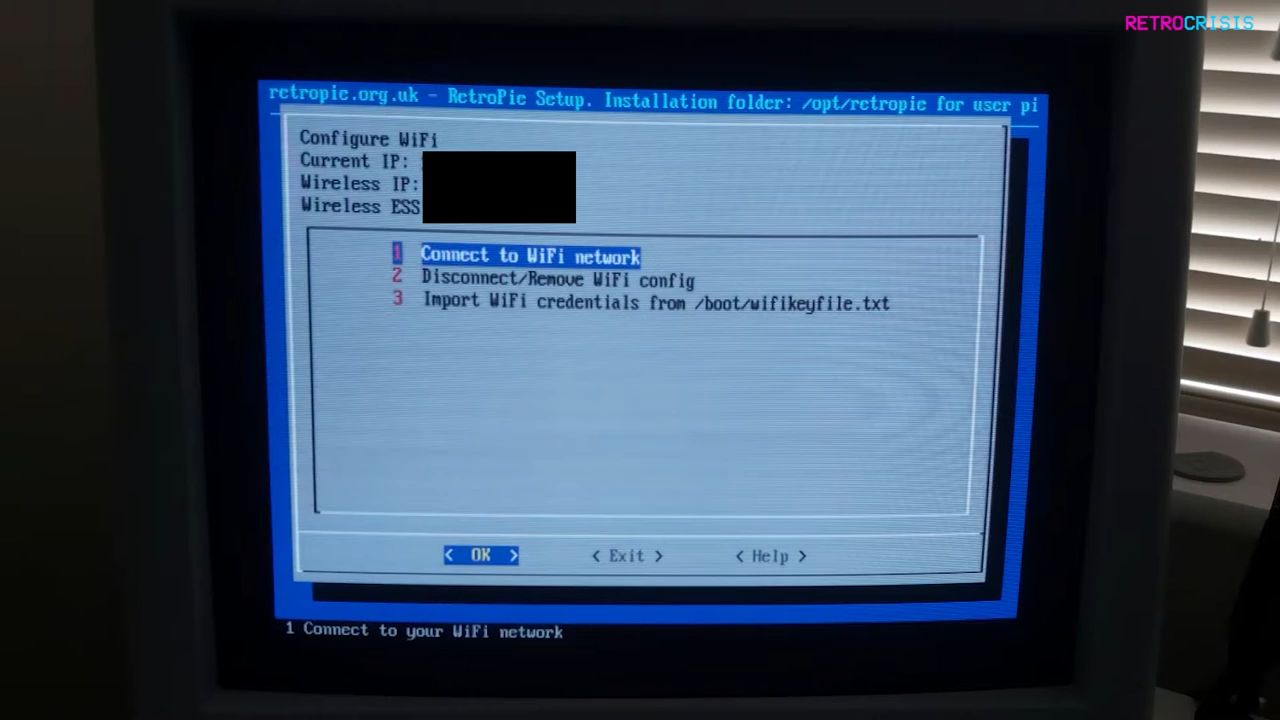 RETROCRISIS
retropie.org.uk - RetroPie Setup. Installation folder: /opt/retropie for user pi
Configure WiFi
Current IP:
Wireless IP:
Wireless ESS
1 Connect to WiFi network
2 Disconnect/Remove WiFi config
3 Import WiFi credentials from /boot/wifikeyfile.txt
< OK > < Exit > < Help >
1 Connect to your WiFi network